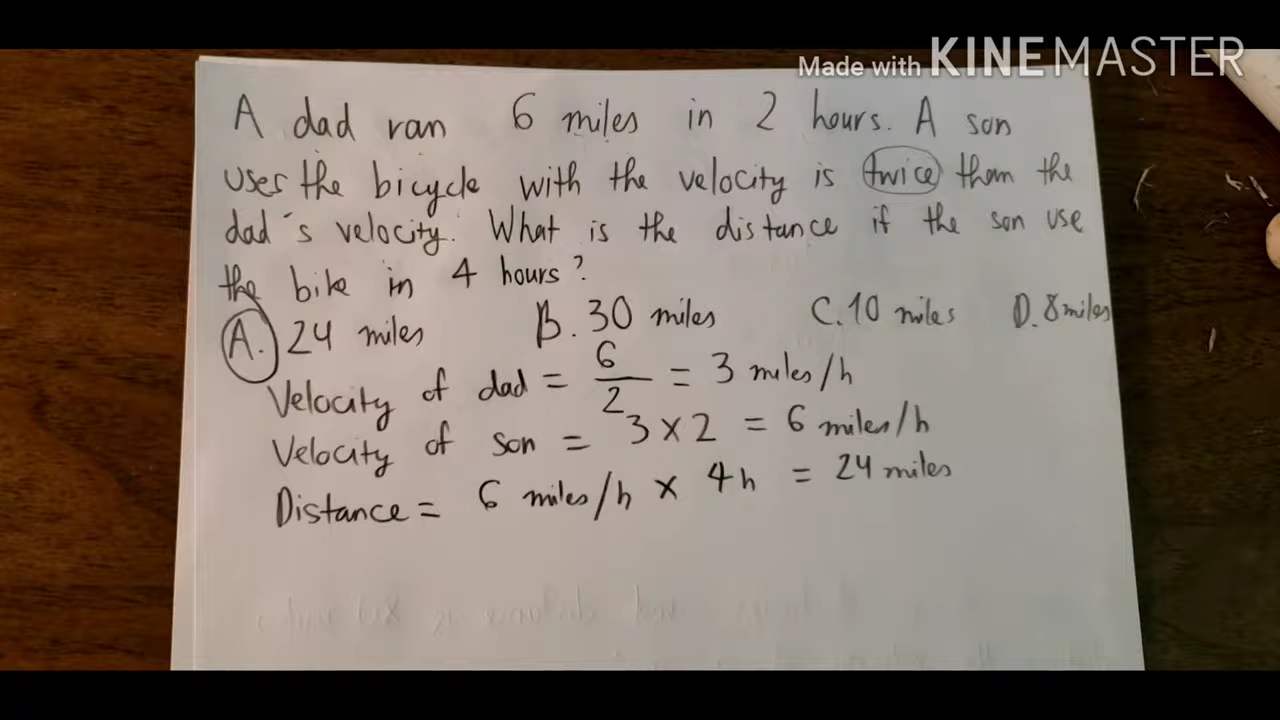 Made with KINEMASTER
A dad ran 6 miles in 2 hours. A son
uses the bicycle with the velocity is twice than the
dad's velocity. What is the distance if the son use
the bike in 4 hours?
A. 24 miles B. 30 miles C. 10 miles D. 8 miles
Velocity of dad = 6/2 = 3 miles/h
Velocity of son = 3 x 2 = 6 miles/h
Distance = 6 miles/h x 4h = 24 miles